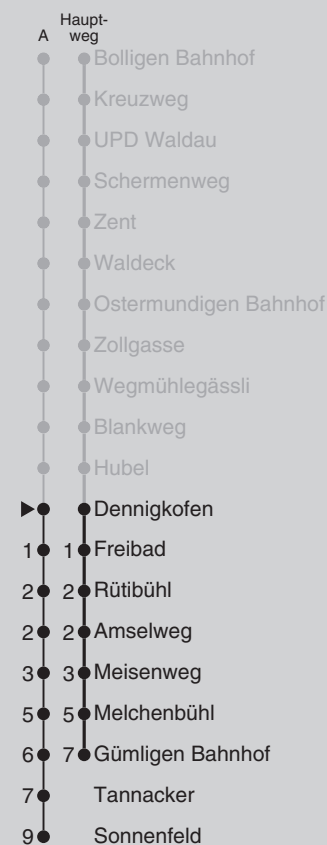 A Haupt-
weg
Bolligen Bahnhof
Kreuzweg
UPD Waldau
Schermenweg
Zent
Waldeck
Ostermundigen Bahnhof
Zollgasse
Wegmühlegässli
Blankweg
Hubel
Dennigkofen
1 1 Freibad
2 2 Rütibühl
2 2 Amselweg
3 3 Meisenweg
5 5 Melchenbühl
6 7 Gümligen Bahnhof
7 Tannacker
9 Sonnenfeld